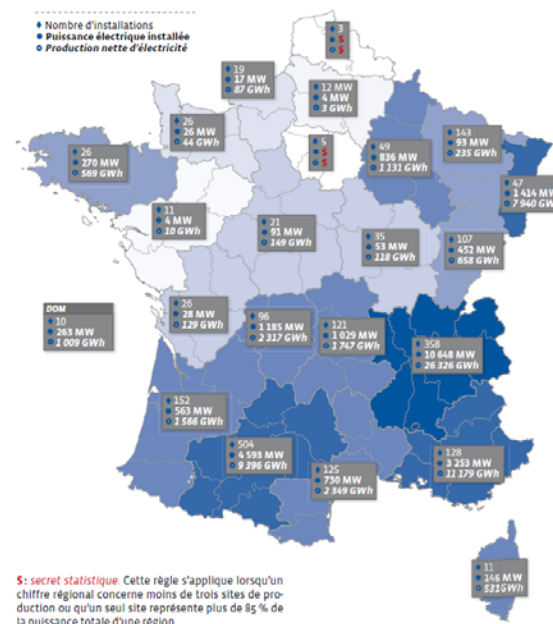 Nombre d'installations
Puissance électrique installée
Production nette d'électricité
3
S
S
19
17 MW
87 GWh
12 MW
4 MW
3 GWh
26
26 MW
44 GWh
5
S
S
49
836 MW
1 131 GWh
143
93 MW
235 GWh
26
270 MW
569 GWh
47
1 414 MW
7 940 GW
11
4 MW
10 GWh
21
91 MW
149 GWh
35
53 MW
118 GWh
107
452 MW
658 GWh
DOM
10
263 MW
1 009 GWh
26
28 MW
129 GWh
96
1 185 MW
2 317 GWh
121
1 029 MW
1 747 GWh
358
10 648 MW
26 326 GWh
152
563 MW
1 566 GWh
504
4 593 MW
9 396 GWh
125
730 MW
2 349 GWh
128
3 253 MW
11 179 GWh
11
146 MW
531GWh
S: secret statistique. Cette règle s'applique lorsqu'un
chiffre régional concerne moins de trois sites de pro-
duction ou qu'un seul site représente plus de 85 % de
la puissance totale d'une région